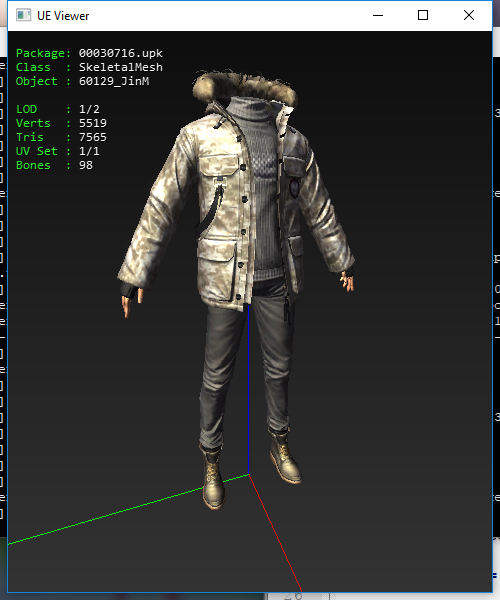 UE Viewer
Package: 00030716.upk
Class : SkeletalMesh
Object : 60129_JinM
LOD : 1/2
Verts : 5519
Tris : 7565
UV Set : 1/1
Bones : 98